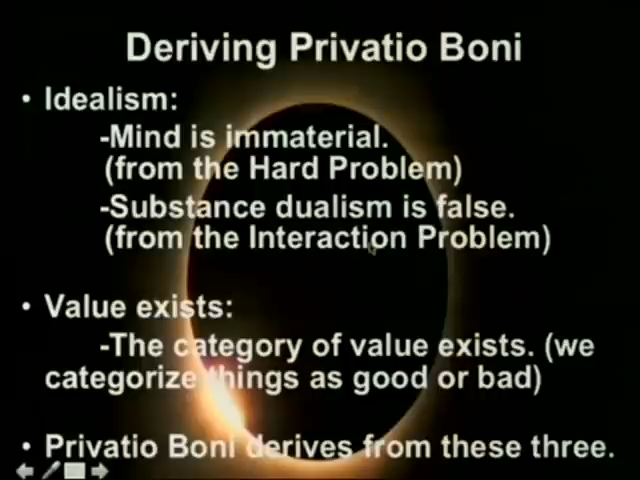 Deriving Privatio Boni
• Idealism:
-Mind is immaterial.
(from the Hard Problem)
-Substance dualism is false.
(from the Interaction Problem)
• Value exists:
-The category of value exists. (we
categorize things as good or bad)
• Privatio Boni derives from these three.